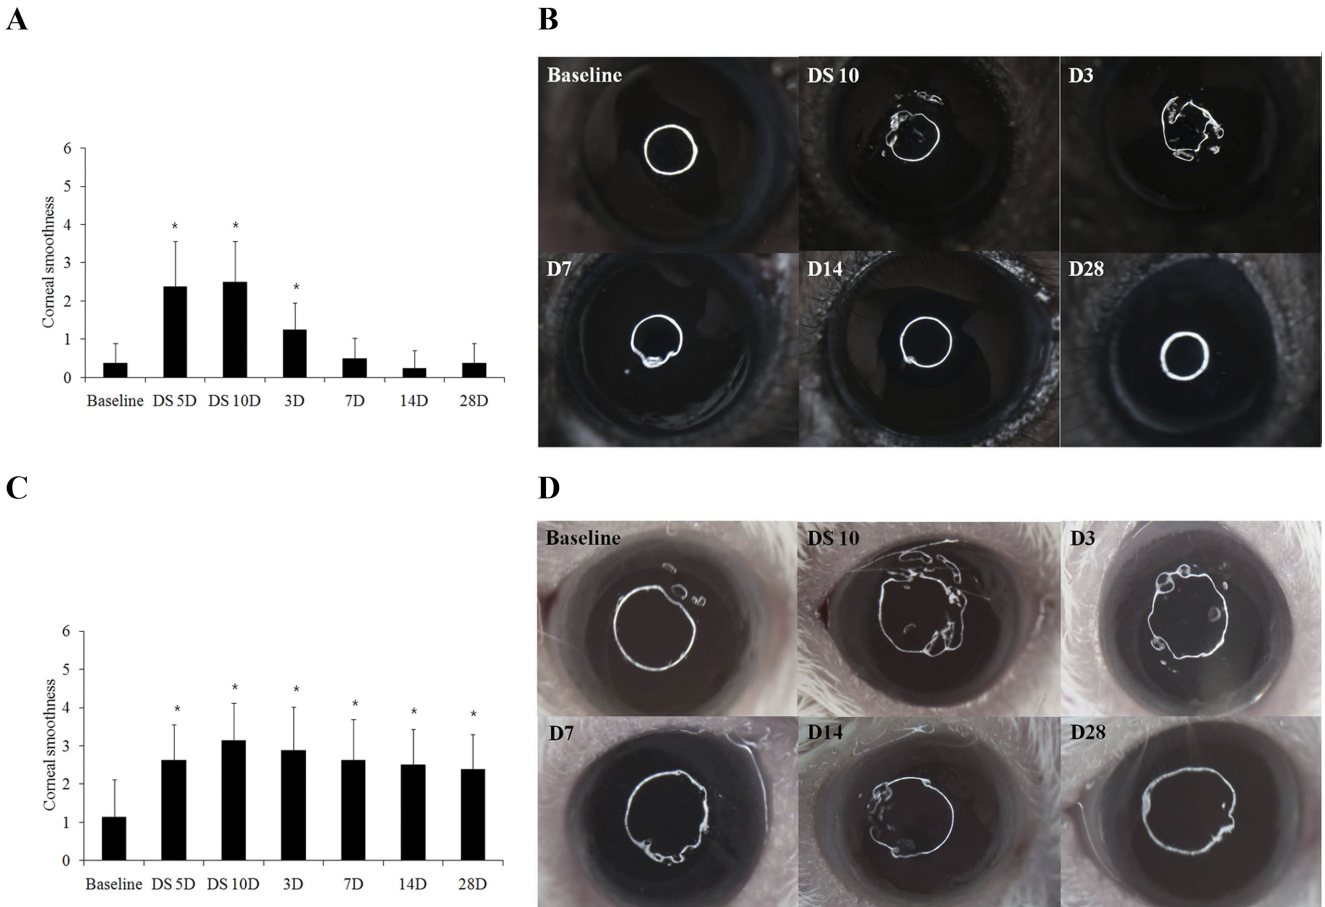 A
6
5
4
3
2
1
0
Corneal smoothness
*
*
*
Baseline DS 5D DS 10D 3D 7D 14D 28D
B
Baseline DS 10 D3
D7 D14 D28
C
6
5
4
3
2
1
0
Corneal smoothness
*
*
*
*
*
*
Baseline DS 5D DS 10D 3D 7D 14D 28D
D
Baseline DS 10 D3
D7 D14 D28